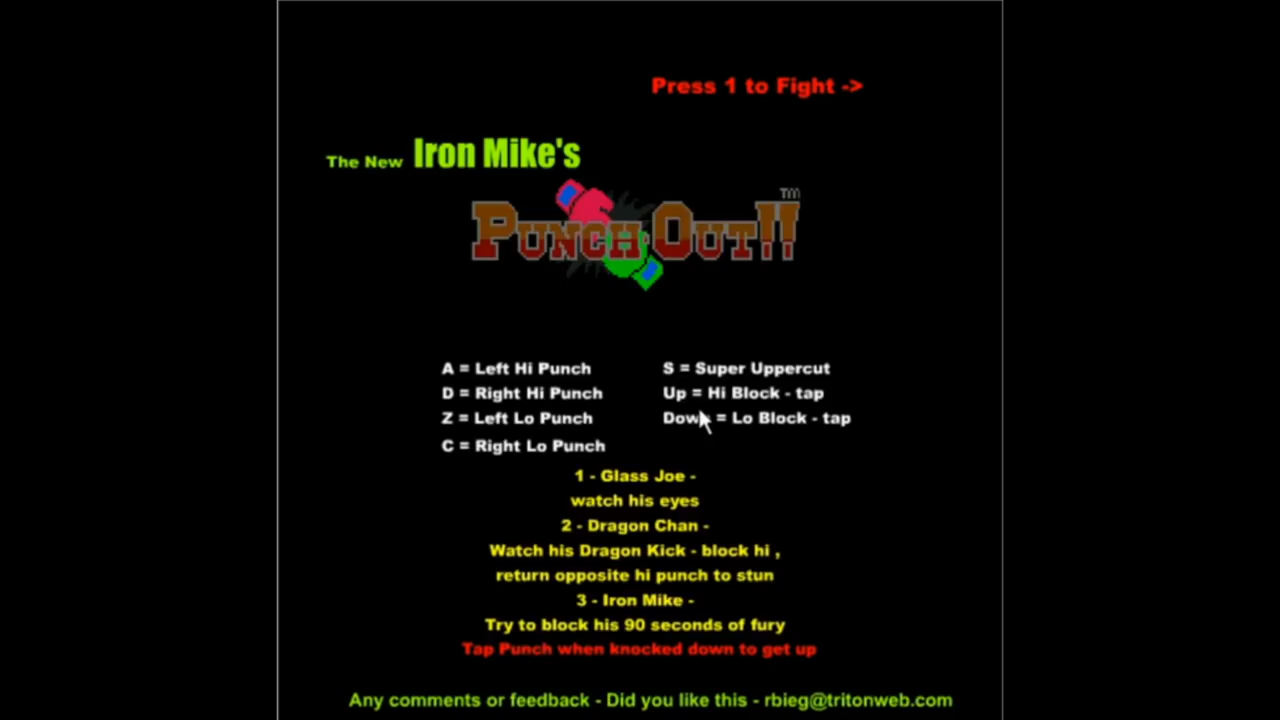 Press 1 to Fight ->
The New Iron Mike's
PUNCH OUT!! TM
A = Left Hi Punch
D = Right Hi Punch
Z = Left Lo Punch
C = Right Lo Punch
S = Super Uppercut
Up = Hi Block - tap
Down = Lo Block - tap
1 - Glass Joe -
watch his eyes
2 - Dragon Chan -
Watch his Dragon Kick - block hi ,
return opposite hi punch to stun
3 - Iron Mike -
Try to block his 90 seconds of fury
Tap Punch when knocked down to get up
Any comments or feedback - Did you like this - rbieg@tritonweb.com